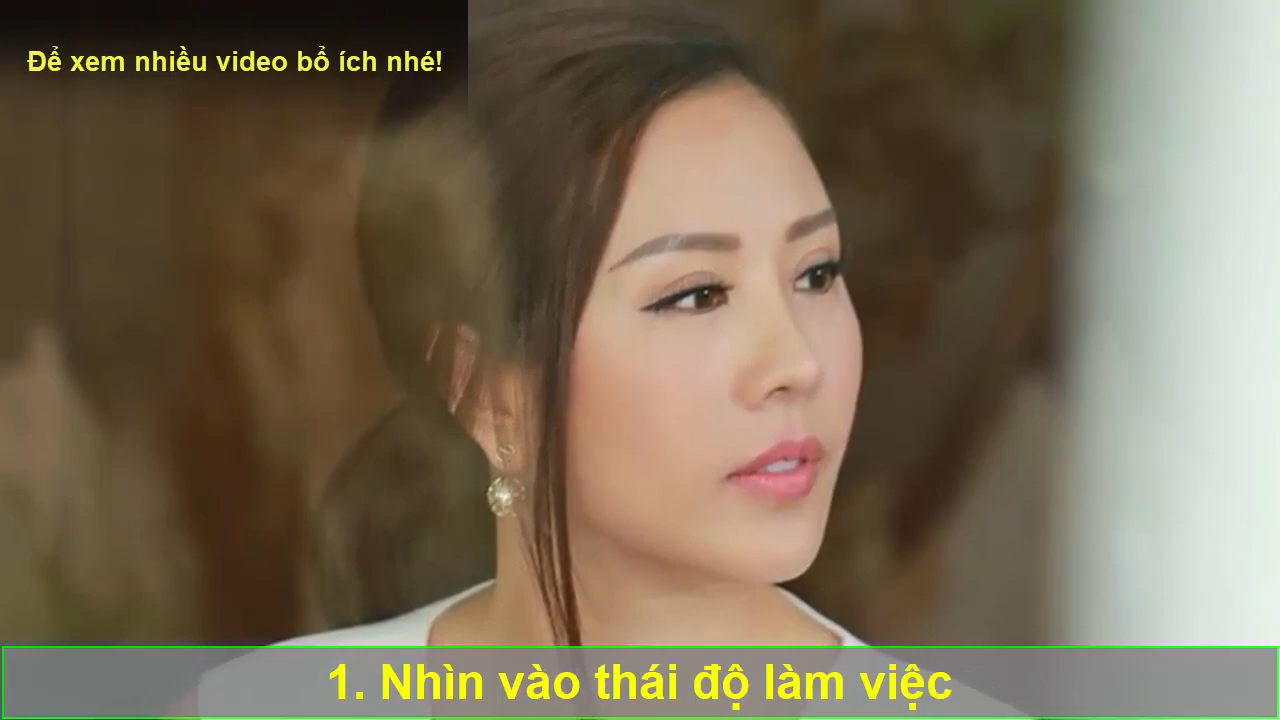 Để xem nhiều video bổ ích nhé!
1. Nhìn vào thái độ làm việc